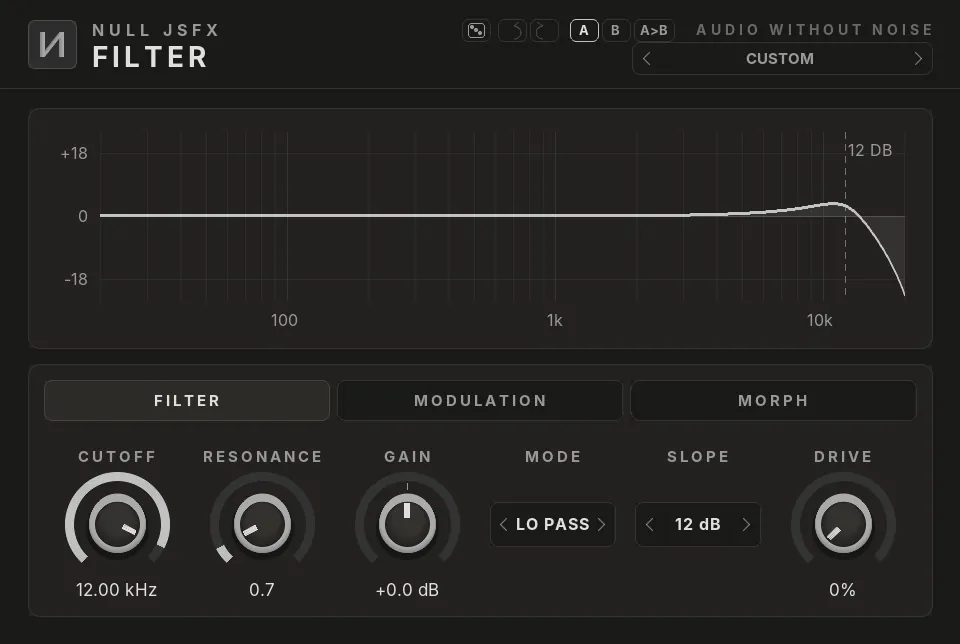 NULL JSFX
FILTER
A B A>B
AUDIO WITHOUT NOISE
CUSTOM
+18
12 DB
0
-18
100 1k 10k
FILTER MODULATION MORPH
CUTOFF RESONANCE GAIN MODE SLOPE DRIVE
LO PASS 12 dB
12.00 kHz 0.7 +0.0 dB 0%